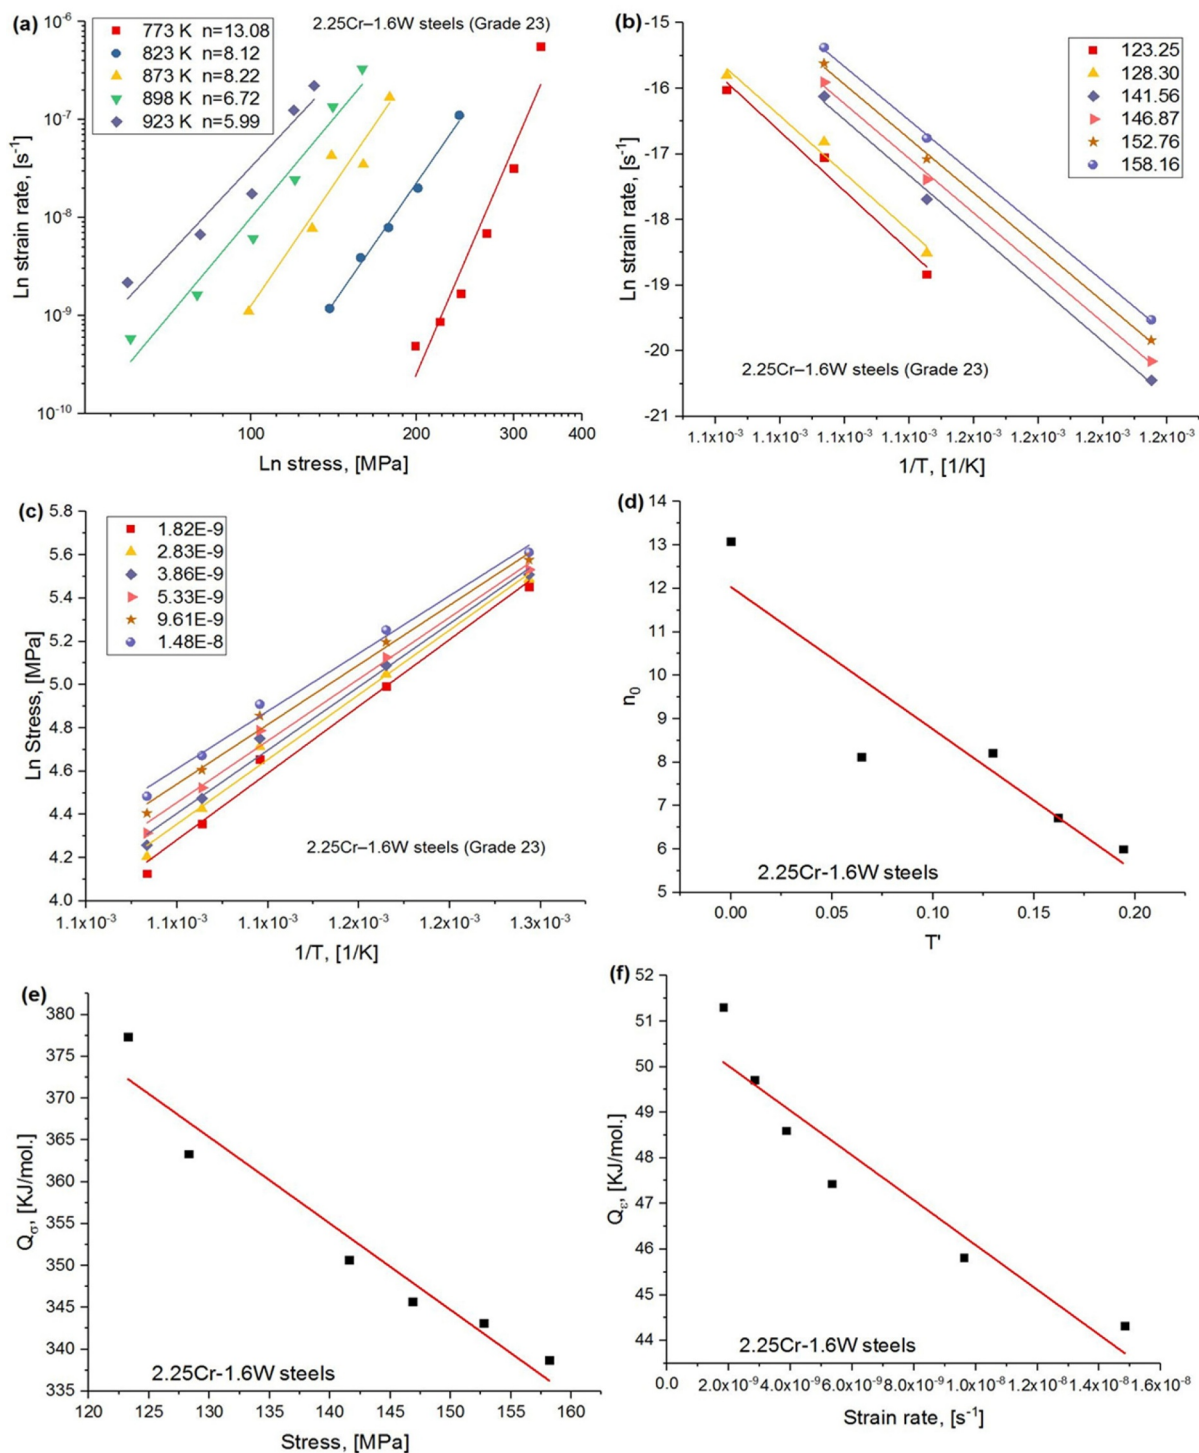 (a)
2.25Cr–1.6W steels (Grade 23)
773 K n=13.08
823 K n=8.12
873 K n=8.22
898 K n=6.72
923 K n=5.99
10⁻⁶
10⁻⁷
10⁻⁸
10⁻⁹
10⁻¹⁰
Ln strain rate, [s⁻¹]
100 200 300 400
Ln stress, [MPa]
(b)
123.25
128.30
141.56
146.87
152.76
158.16
-15
-16
-17
-18
-19
-20
-21
Ln strain rate, [s⁻¹]
2.25Cr–1.6W steels (Grade 23)
1.1x10⁻³ 1.1x10⁻³ 1.1x10⁻³ 1.1x10⁻³ 1.2x10⁻³ 1.2x10⁻³ 1.2x10⁻³ 1.2x10⁻³
1/T, [1/K]
(c)
1.82E-9
2.83E-9
3.86E-9
5.33E-9
9.61E-9
1.48E-8
5.8
5.6
5.4
5.2
5.0
4.8
4.6
4.4
4.2
4.0
Ln Stress, [MPa]
2.25Cr–1.6W steels (Grade 23)
1.1x10⁻³ 1.1x10⁻³ 1.1x10⁻³ 1.2x10⁻³ 1.2x10⁻³ 1.3x10⁻³
1/T, [1/K]
(d)
14
13
12
11
10
9
8
7
6
5
n₀
2.25Cr-1.6W steels
0.00 0.05 0.10 0.15 0.20
T'
(e)
380
375
370
365
360
355
350
345
340
335
Qσ, [KJ/mol.]
2.25Cr-1.6W steels
120 125 130 135 140 145 150 155 160
Stress, [MPa]
(f)
52
51
50
49
48
47
46
45
44
43
Qε, [KJ/mol.]
2.25Cr-1.6W steels
0.0 2.0x10⁻⁹ 4.0x10⁻⁹ 6.0x10⁻⁹ 8.0x10⁻⁹ 1.0x10⁻⁸ 1.2x10⁻⁸ 1.4x10⁻⁸ 1.6x10⁻⁸
Strain rate, [s⁻¹]